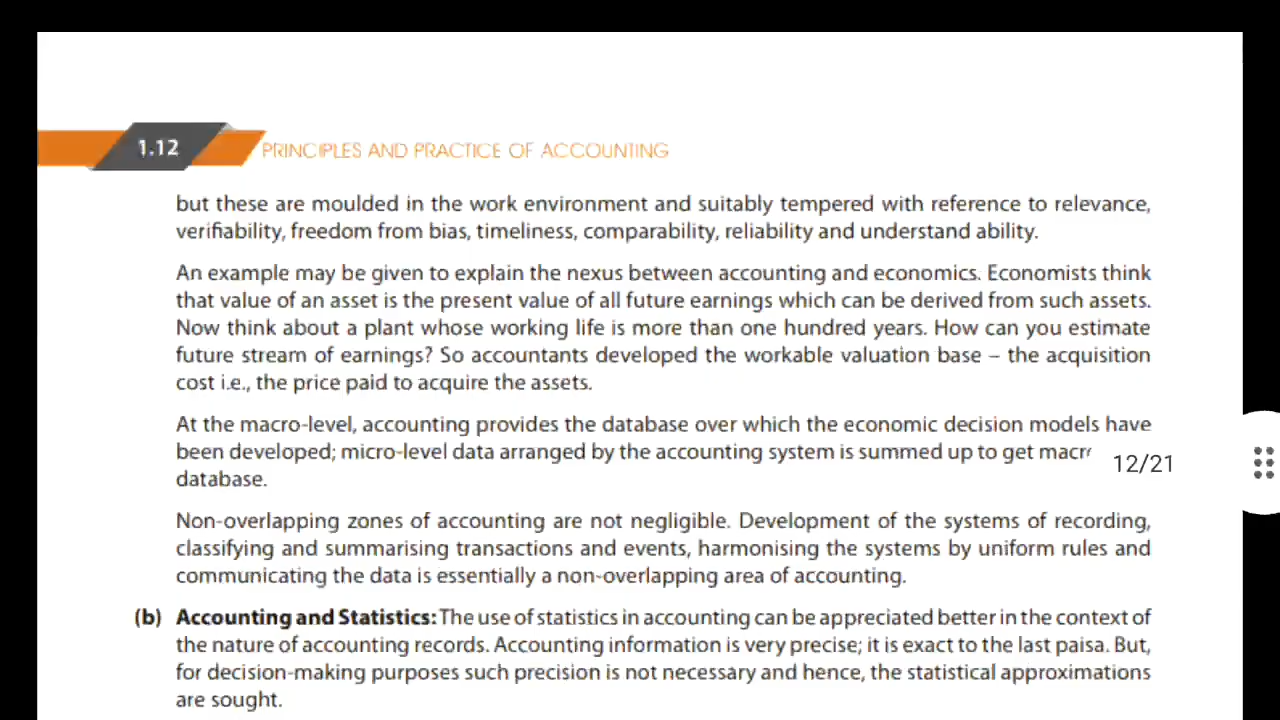 1.12
PRINCIPLES AND PRACTICE OF ACCOUNTING
but these are moulded in the work environment and suitably tempered with reference to relevance,
verifiability, freedom from bias, timeliness, comparability, reliability and understand ability.
An example may be given to explain the nexus between accounting and economics. Economists think
that value of an asset is the present value of all future earnings which can be derived from such assets.
Now think about a plant whose working life is more than one hundred years. How can you estimate
future stream of earnings? So accountants developed the workable valuation base – the acquisition
cost i.e., the price paid to acquire the assets.
At the macro-level, accounting provides the database over which the economic decision models have
been developed; micro-level data arranged by the accounting system is summed up to get macr
12/21
database.
Non-overlapping zones of accounting are not negligible. Development of the systems of recording,
classifying and summarising transactions and events, harmonising the systems by uniform rules and
communicating the data is essentially a non-overlapping area of accounting.
(b) Accounting and Statistics: The use of statistics in accounting can be appreciated better in the context of
the nature of accounting records. Accounting information is very precise; it is exact to the last paisa. But,
for decision-making purposes such precision is not necessary and hence, the statistical approximations
are sought.